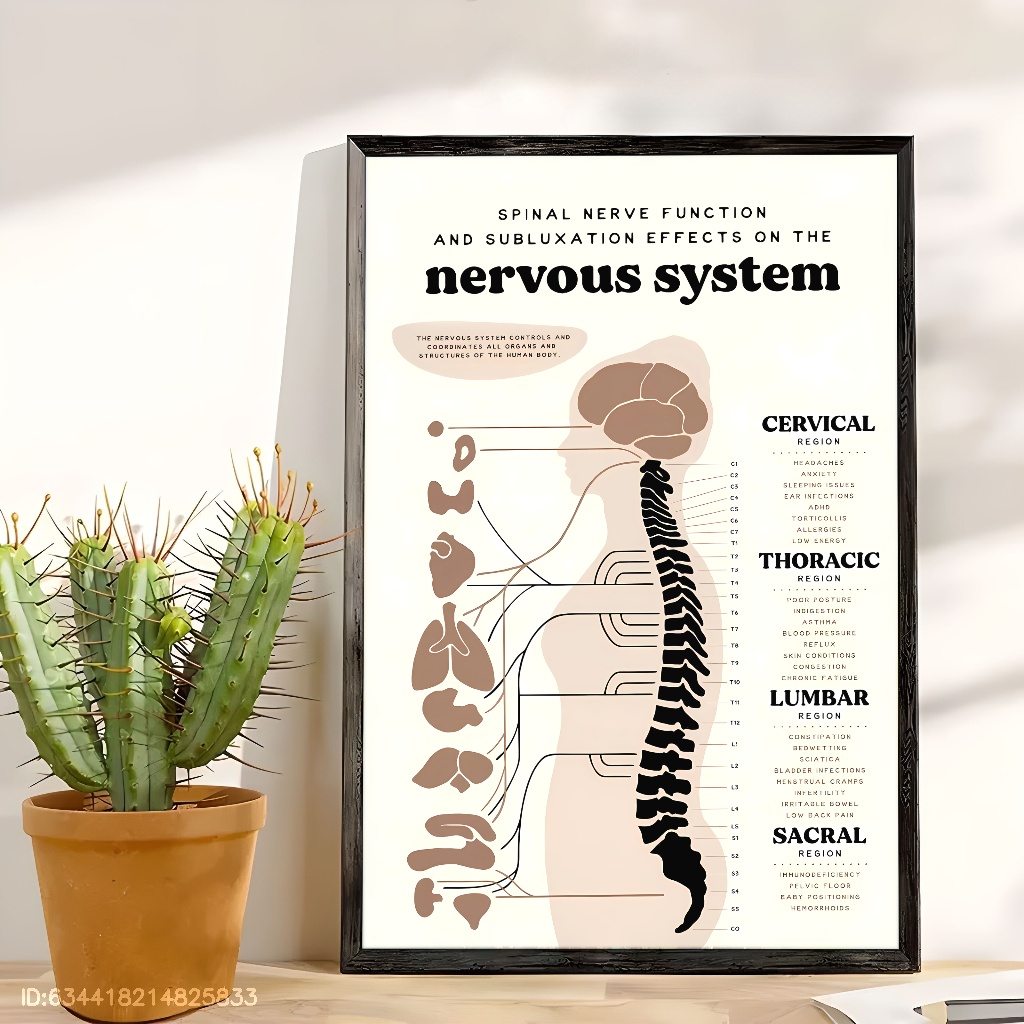 SPINAL NERVE FUNCTION
AND SUBLUXATION EFFECTS ON THE
nervous system
THE NERVOUS SYSTEM CONTROLS AND
COORDINATES ALL ORGANS AND
STRUCTURES OF THE HUMAN BODY.
C1
C2
C3
C4
C5
C6
C7
T1
T2
T3
T4
T5
T6
T7
T8
T9
T10
T11
T12
L1
L2
L3
L4
L5
S1
S2
S3
S4
S5
CO
CERVICAL
REGION
HEADACHES
ANXIETY
SLEEPING ISSUES
EAR INFECTIONS
ADHD
TORTICOLLIS
ALLERGIES
LOW ENERGY
THORACIC
REGION
POOR POSTURE
INDIGESTION
ASTHMA
BLOOD PRESSURE
REFLUX
SKIN CONDITIONS
CONGESTION
CHRONIC FATIGUE
LUMBAR
REGION
CONSTIPATION
BEDWETTING
SCIATICA
BLADDER INFECTIONS
MENSTRUAL CRAMPS
INFERTILITY
IRRITABLE BOWEL
LOW BACK PAIN
SACRAL
REGION
IMMUNODEFICIENCY
PELVIC FLOOR
BABY POSITIONING
HEMORRHOIDS
ID:634418214825833